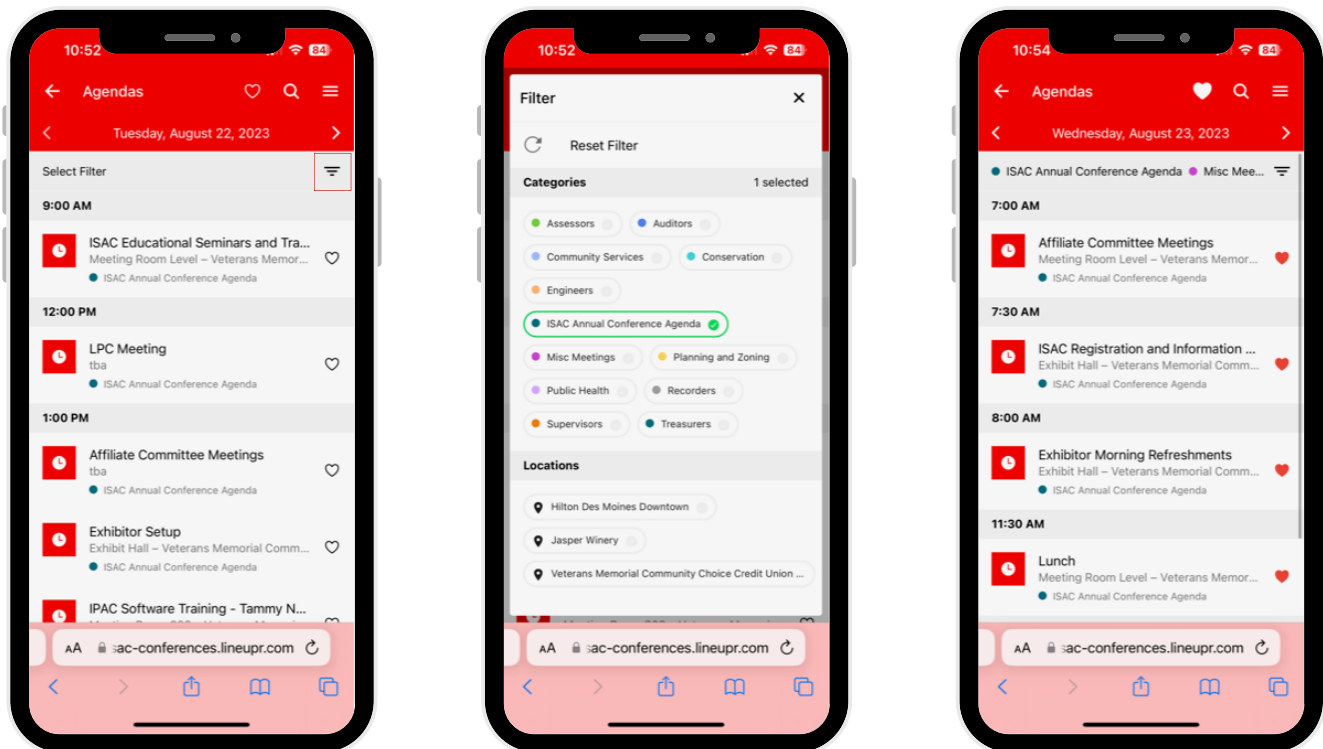 10:52
84
Agendas
Tuesday, August 22, 2023
Select Filter
9:00 AM
ISAC Educational Seminars and Tra...
Meeting Room Level – Veterans Memor...
ISAC Annual Conference Agenda
12:00 PM
LPC Meeting
tba
ISAC Annual Conference Agenda
1:00 PM
Affiliate Committee Meetings
tba
ISAC Annual Conference Agenda
Exhibitor Setup
Exhibit Hall – Veterans Memorial Comm...
ISAC Annual Conference Agenda
IPAC Software Training - Tammy N...
AA sac-conferences.lineupr.com
10:52
84
Filter
Reset Filter
Categories 1 selected
Assessors Auditors
Community Services Conservation
Engineers
ISAC Annual Conference Agenda
Misc Meetings Planning and Zoning
Public Health Recorders
Supervisors Treasurers
Locations
Hilton Des Moines Downtown
Jasper Winery
Veterans Memorial Community Choice Credit Union ...
AA sac-conferences.lineupr.com
10:54
84
Agendas
Wednesday, August 23, 2023
ISAC Annual Conference Agenda Misc Mee...
7:00 AM
Affiliate Committee Meetings
Meeting Room Level – Veterans Memor...
ISAC Annual Conference Agenda
7:30 AM
ISAC Registration and Information ...
Exhibit Hall – Veterans Memorial Comm...
ISAC Annual Conference Agenda
8:00 AM
Exhibitor Morning Refreshments
Exhibit Hall – Veterans Memorial Comm...
ISAC Annual Conference Agenda
11:30 AM
Lunch
Meeting Room Level – Veterans Memor...
ISAC Annual Conference Agenda
AA sac-conferences.lineupr.com